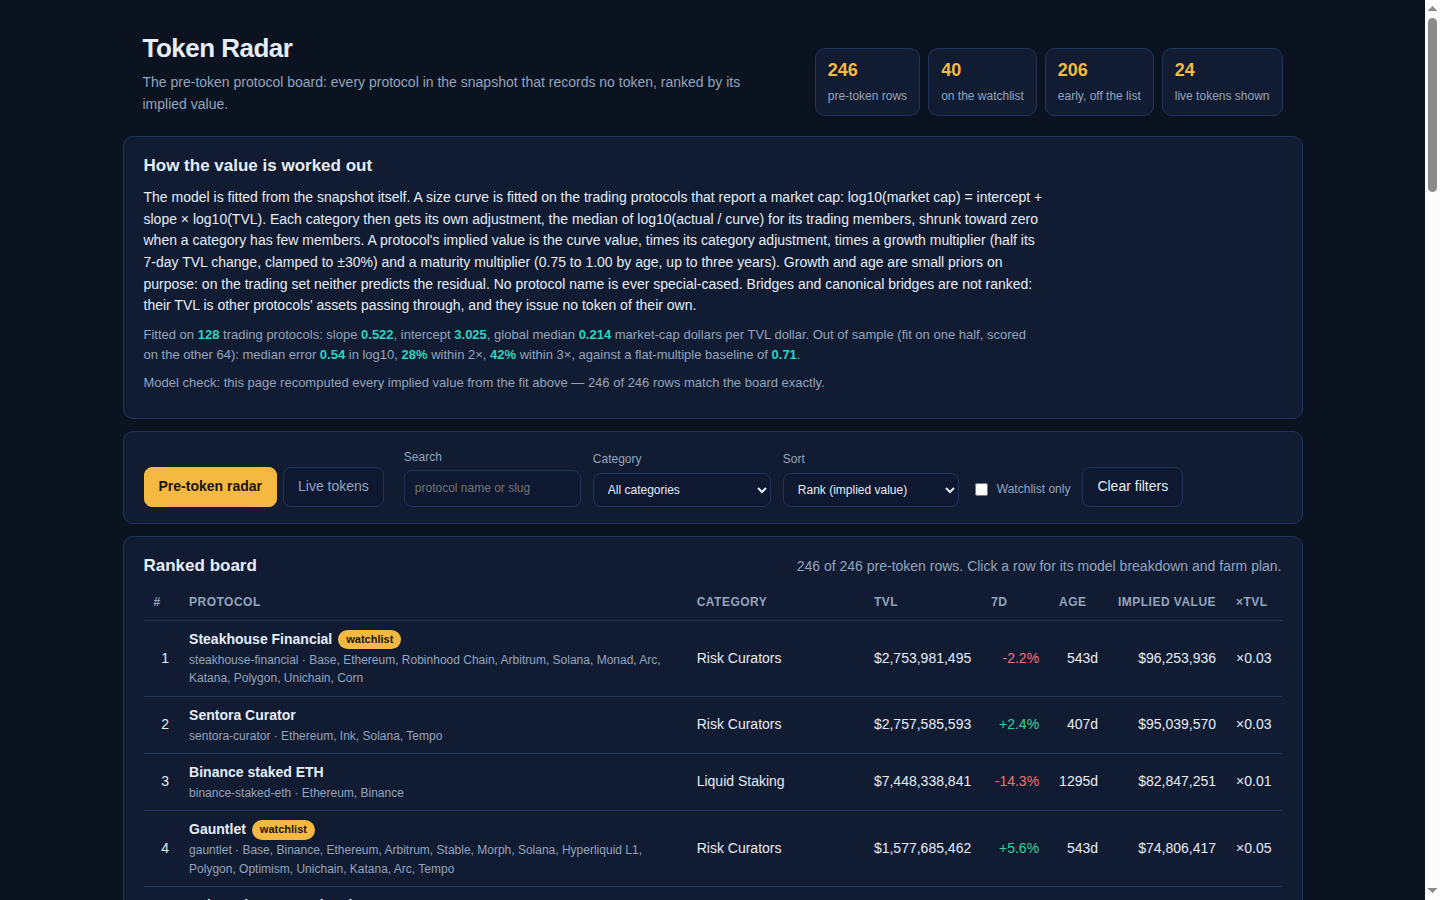 Token Radar
The pre-token protocol board: every protocol in the snapshot that records no token, ranked by its
implied value.
246
pre-token rows
40
on the watchlist
206
early, off the list
24
live tokens shown
How the value is worked out
The model is fitted from the snapshot itself. A size curve is fitted on the trading protocols that report a market cap: log10(market cap) = intercept +
slope × log10(TVL). Each category then gets its own adjustment, the median of log10(actual / curve) for its trading members, shrunk toward zero
when a category has few members. A protocol's implied value is the curve value, times its category adjustment, times a growth multiplier (half its
7-day TVL change, clamped to ±30%) and a maturity multiplier (0.75 to 1.00 by age, up to three years). Growth and age are small priors on
purpose: on the trading set neither predicts the residual. No protocol name is ever special-cased. Bridges and canonical bridges are not ranked:
their TVL is other protocols' assets passing through, and they issue no token of their own.
Fitted on 128 trading protocols: slope 0.522, intercept 3.025, global median 0.214 market-cap dollars per TVL dollar. Out of sample (fit on one half, scored
on the other 64): median error 0.54 in log10, 28% within 2×, 42% within 3×, against a flat-multiple baseline of 0.71.
Model check: this page recomputed every implied value from the fit above — 246 of 246 rows match the board exactly.
Pre-token radar
Live tokens
Search
protocol name or slug
Category
All categories
Sort
Rank (implied value)
Watchlist only
Clear filters
Ranked board
246 of 246 pre-token rows. Click a row for its model breakdown and farm plan.
# PROTOCOL CATEGORY TVL 7D AGE IMPLIED VALUE ×TVL
Steakhouse Financial watchlist
1 steakhouse-financial · Base, Ethereum, Robinhood Chain, Arbitrum, Solana, Monad, Arc, Risk Curators $2,753,981,495 -2.2% 543d $96,253,936 ×0.03
Katana, Polygon, Unichain, Corn
Sentora Curator
2 sentora-curator · Ethereum, Ink, Solana, Tempo Risk Curators $2,757,585,593 +2.4% 407d $95,039,570 ×0.03
Binance staked ETH
3 binance-staked-eth · Ethereum, Binance Liquid Staking $7,448,338,841 -14.3% 1295d $82,847,251 ×0.01
Gauntlet watchlist
4 gauntlet · Base, Binance, Ethereum, Arbitrum, Stable, Morph, Solana, Hyperliquid L1, Risk Curators $1,577,685,462 +5.6% 543d $74,806,417 ×0.05
Polygon, Optimism, Unichain, Katana, Arc, Tempo